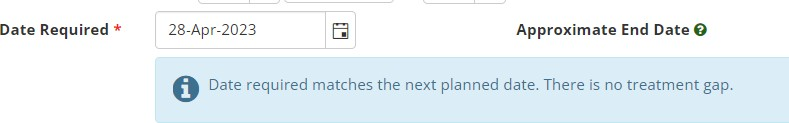 Date Required * 28-Apr-2023 Approximate End Date ?
Date required matches the next planned date. There is no treatment gap.